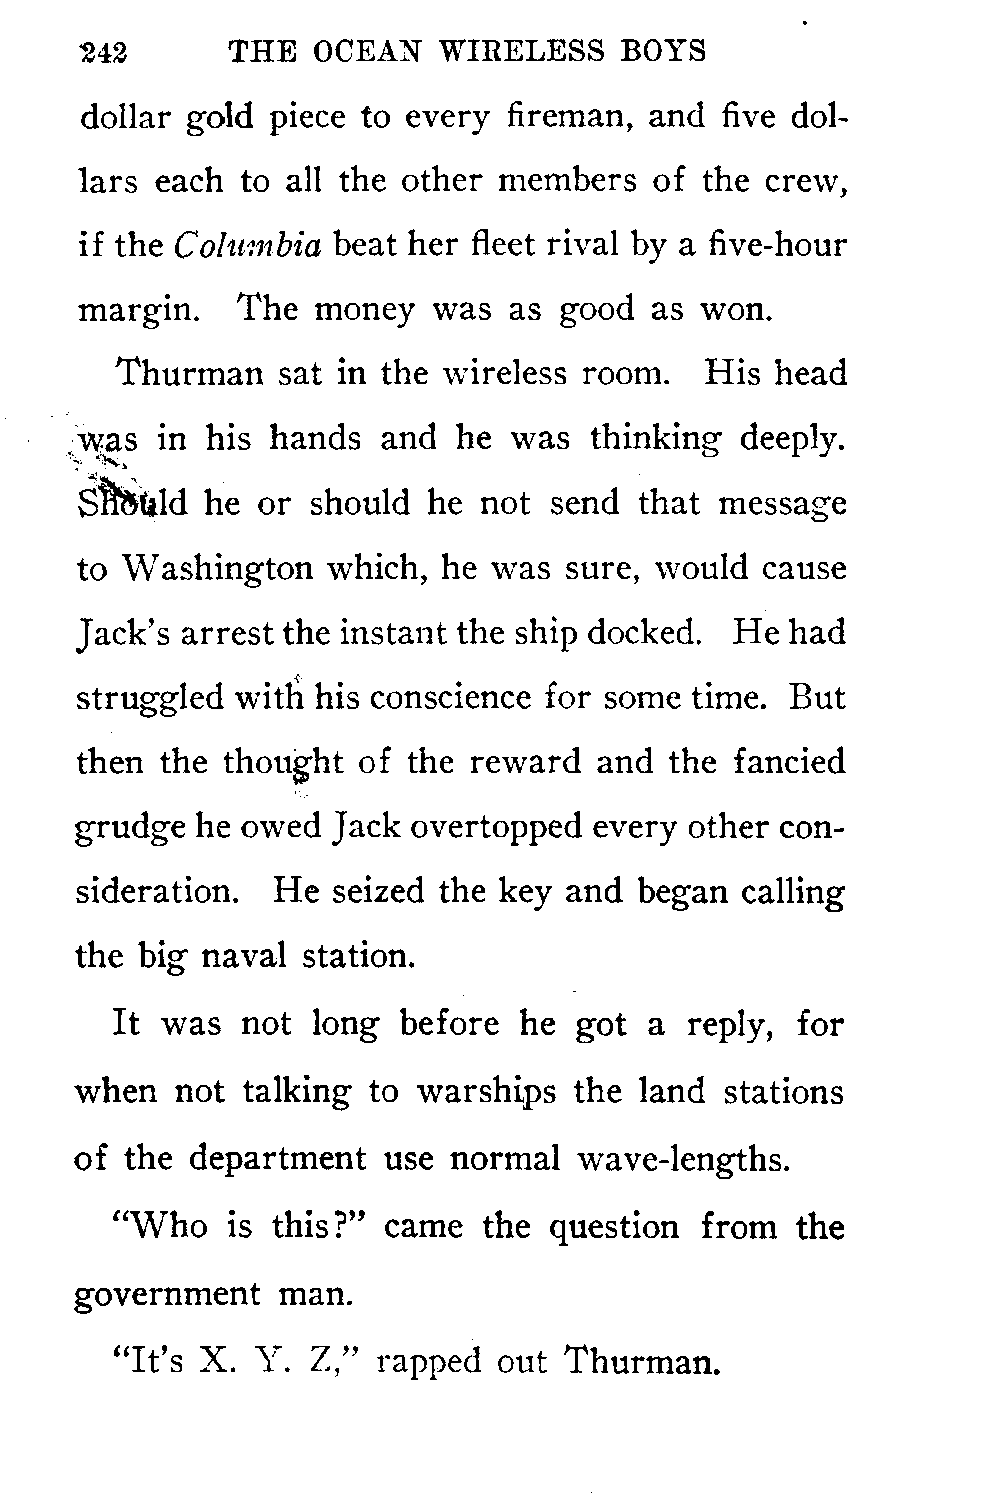 242 THE OCEAN WIRELESS BOYS
dollar gold piece to every fireman, and five dol-
lars each to all the other members of the crew,
if the Columbia beat her fleet rival by a five-hour
margin. The money was as good as won.
Thurman sat in the wireless room. His head
was in his hands and he was thinking deeply.
Should he or should he not send that message
to Washington which, he was sure, would cause
Jack's arrest the instant the ship docked. He had
struggled with his conscience for some time. But
then the thought of the reward and the fancied
grudge he owed Jack overtopped every other con-
sideration. He seized the key and began calling
the big naval station.
It was not long before he got a reply, for
when not talking to warships the land stations
of the department use normal wave-lengths.
"Who is this?" came the question from the
government man.
"It's X. Y. Z," rapped out Thurman.